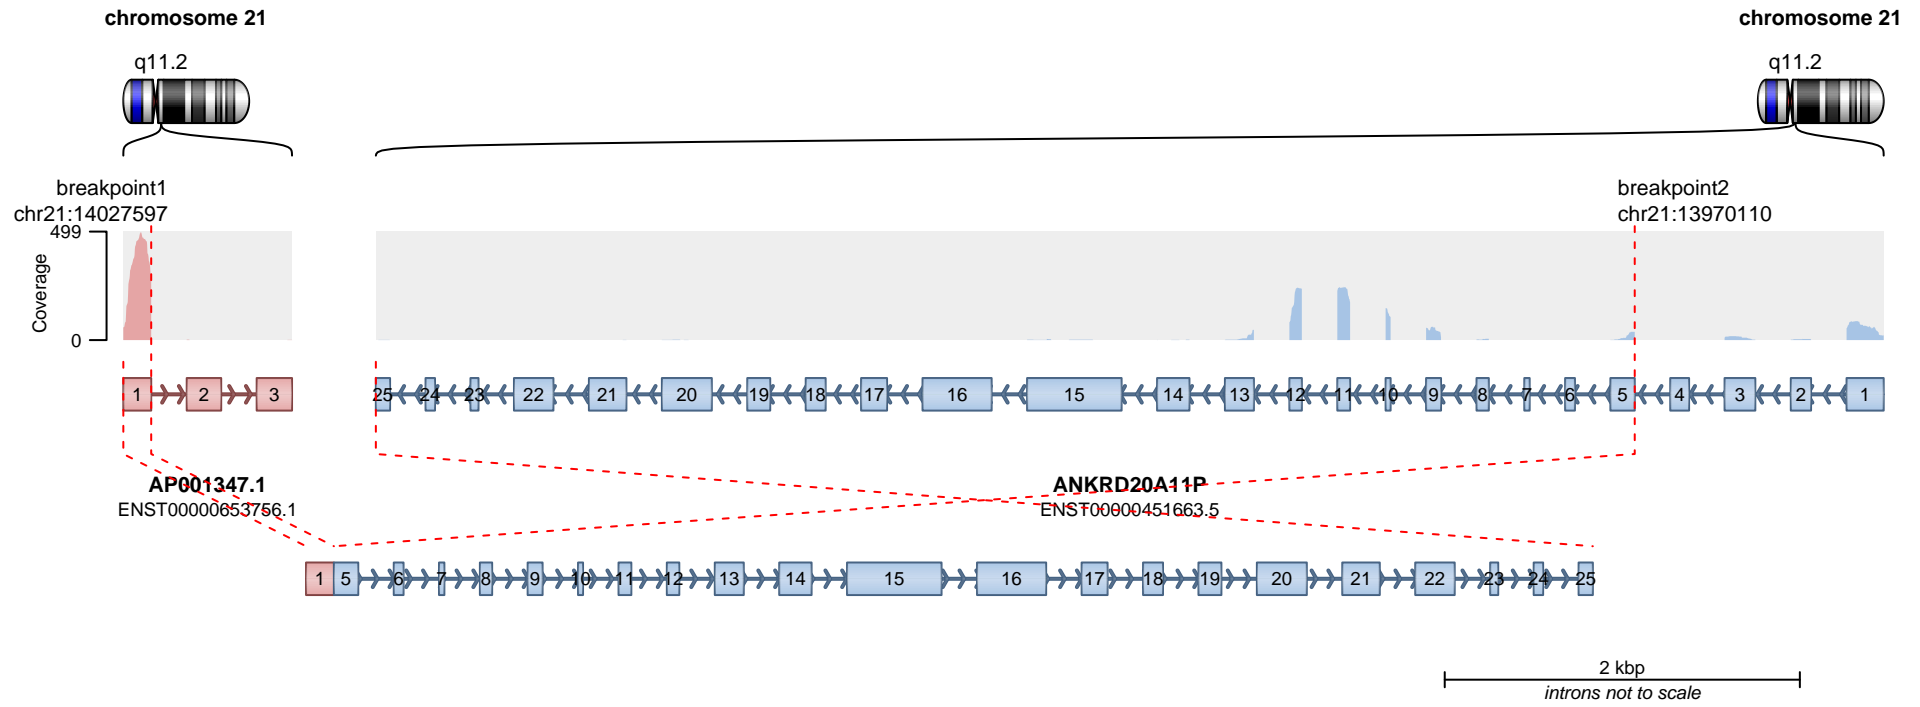 chromosome 21
chromosome 21
q11.2
q11.2
breakpoint1
chr21:14027597
breakpoint2
chr21:13970110
499
Coverage
0
1 2 3
25 24 23 22 21 20 19 18 17 16 15 14 13 12 11 10 9 8 7 6 5 4 3 2 1
AP001347.1
ENST00000653756.1
ANKRD20A11P
ENST00000451663.5
1 5 6 7 8 9 10 11 12 13 14 15 16 17 18 19 20 21 22 23 24 25
2 kbp
introns not to scale